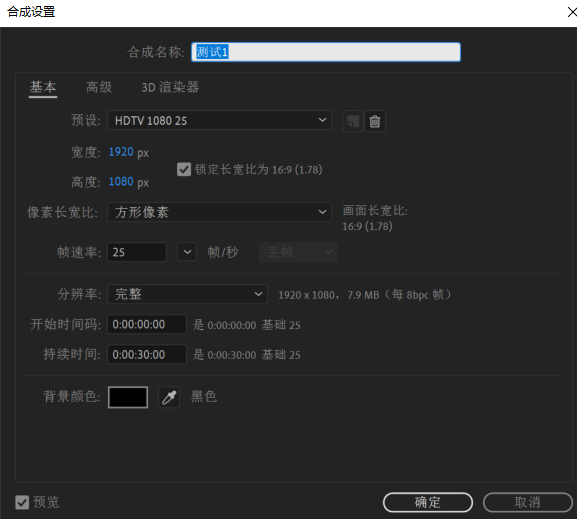 合成设置
合成名称: 测试1
基本 高级 3D 渲染器
预设: HDTV 1080 25
宽度: 1920 px
锁定长宽比为 16:9 (1.78)
高度: 1080 px
像素长宽比: 方形像素 画面长宽比:
16:9 (1.78)
帧速率: 25 帧/秒 丢帧
分辨率: 完整 1920 x 1080，7.9 MB（每 8bpc 帧）
开始时间码: 0:00:00:00 是 0:00:00:00 基础 25
持续时间: 0:00:30:00 是 0:00:30:00 基础 25
背景颜色: 黑色
预览 确定 取消